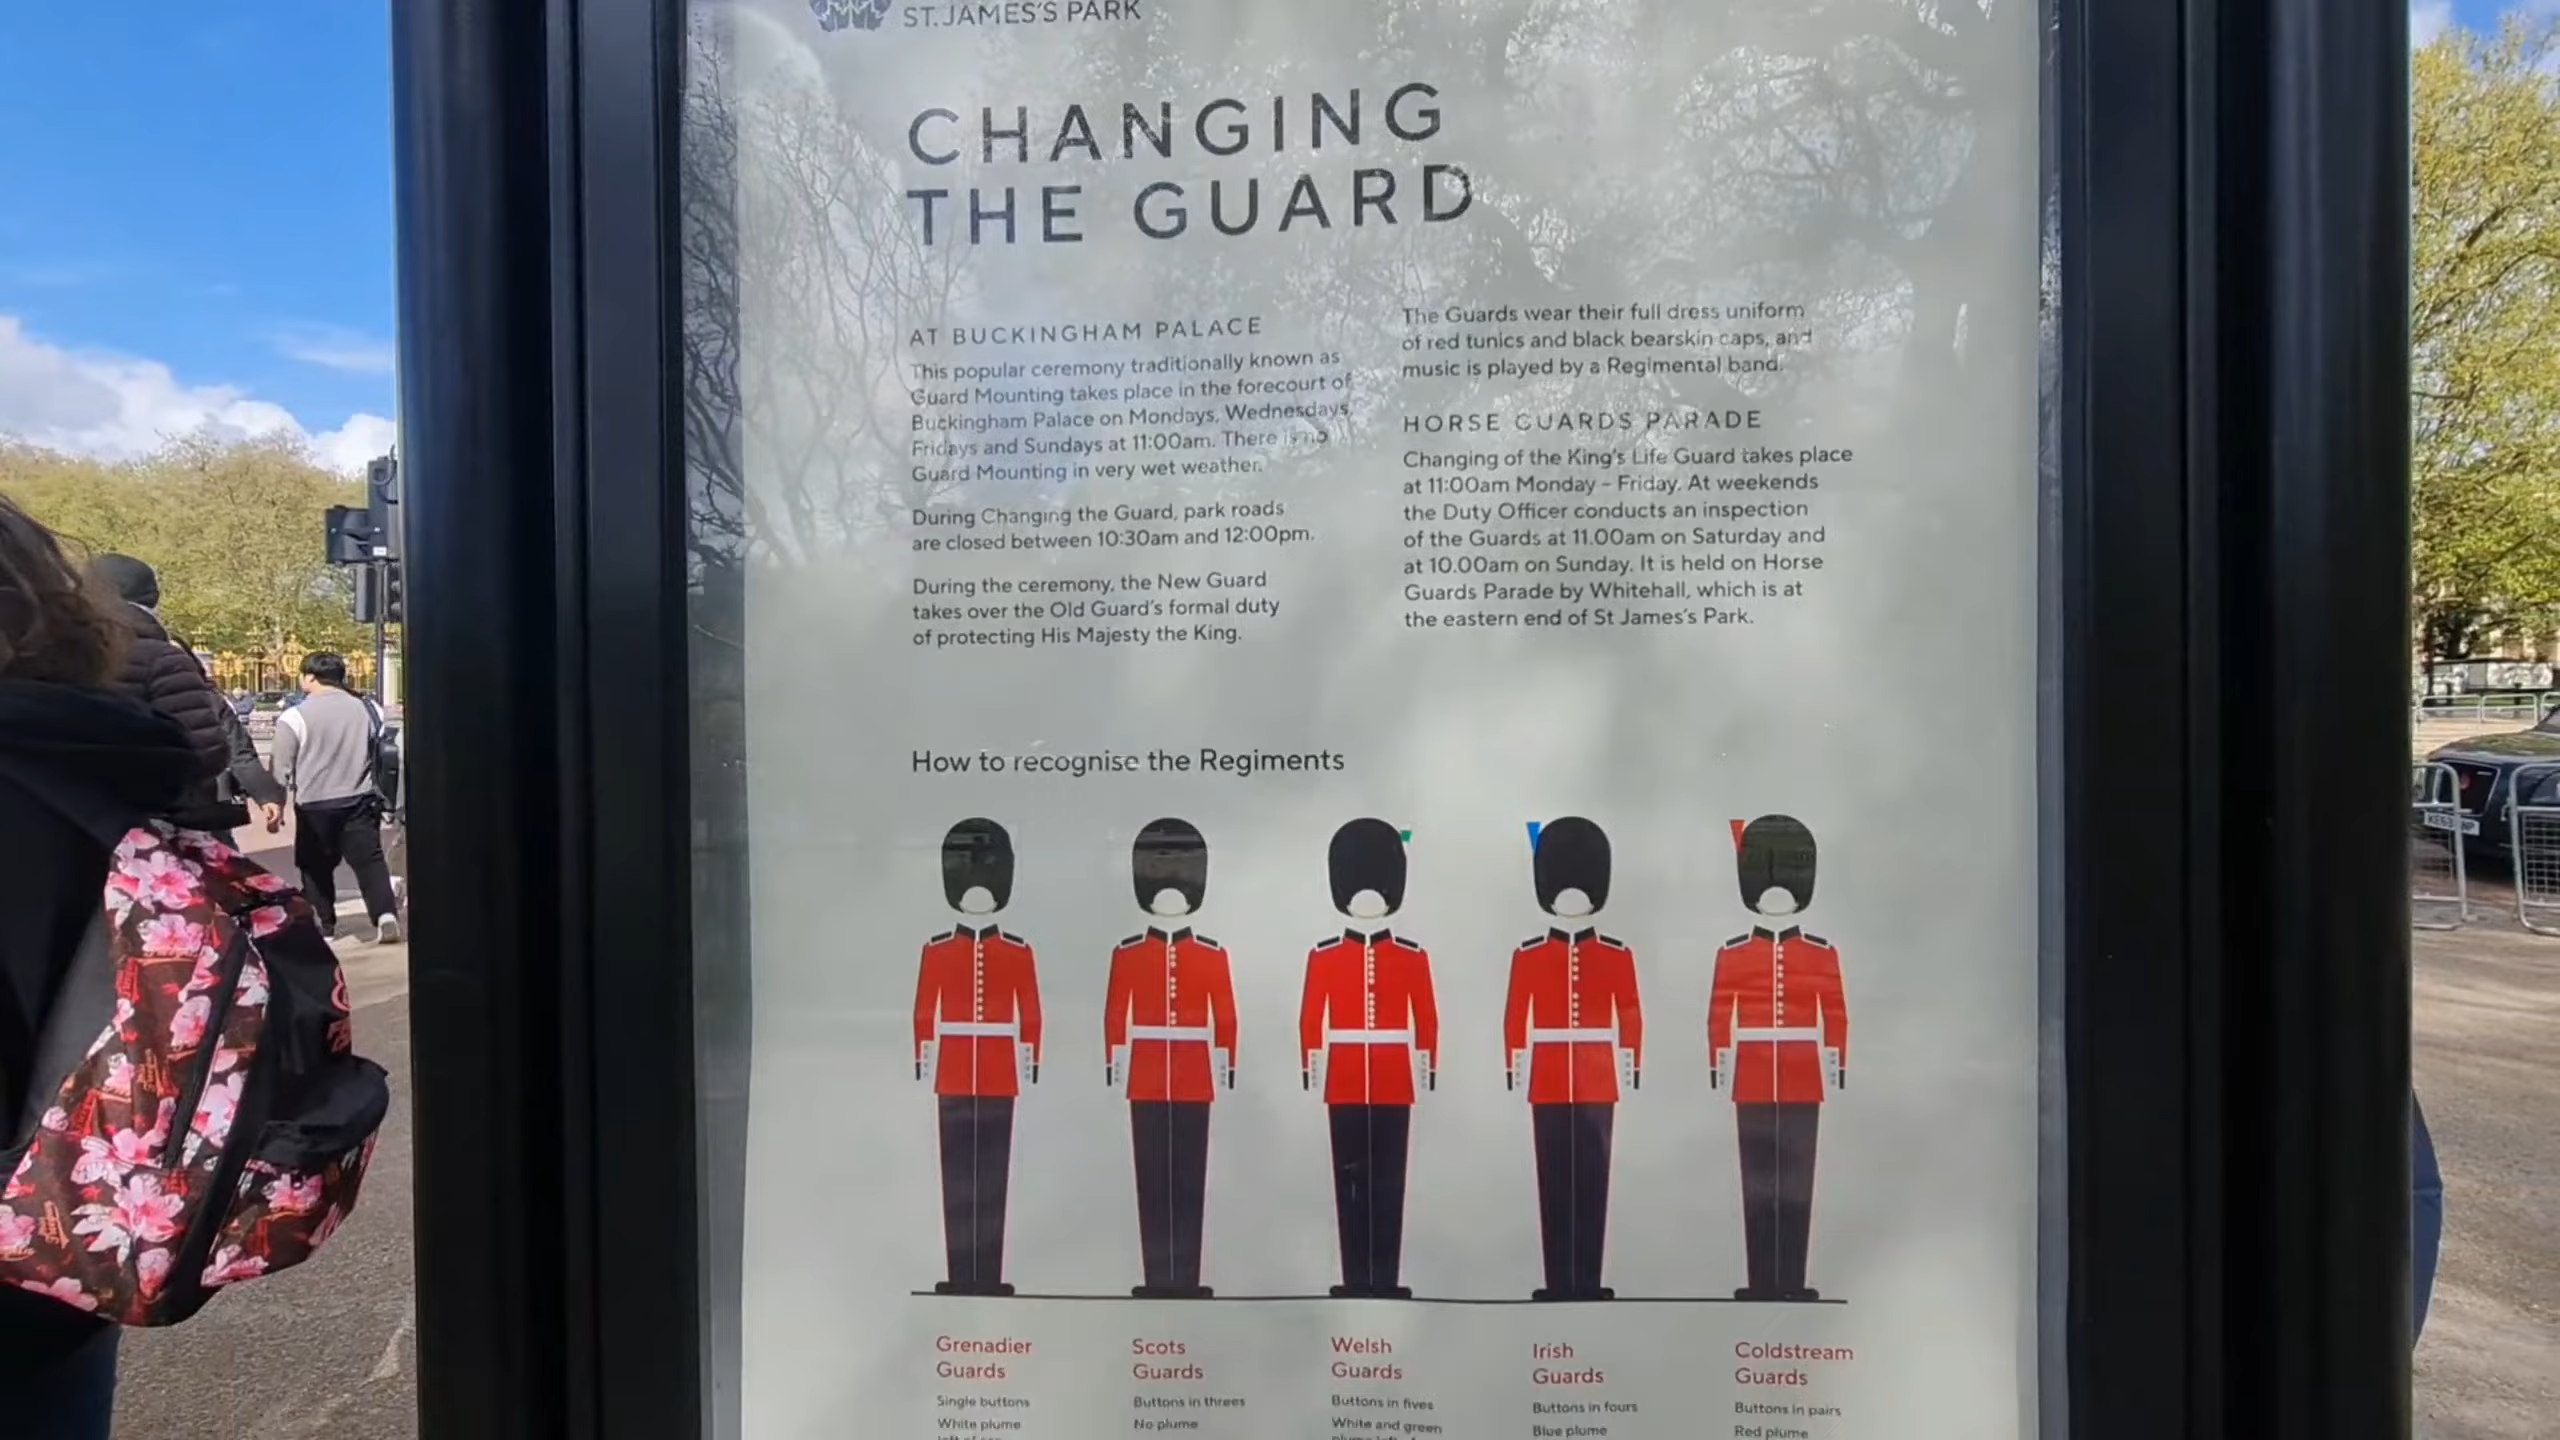 ST. JAMES'S PARK
CHANGING
THE GUARD
AT BUCKINGHAM PALACE
This popular ceremony traditionally known as
Guard Mounting takes place in the forecourt of
Buckingham Palace on Mondays, Wednesdays,
Fridays and Sundays at 11:00am. There is no
Guard Mounting in very wet weather.
During Changing the Guard, park roads
are closed between 10:30am and 12:00pm.
During the ceremony, the New Guard
takes over the Old Guard's formal duty
of protecting His Majesty the King.
The Guards wear their full dress uniform
of red tunics and black bearskin caps, and
music is played by a Regimental band.
HORSE GUARDS PARADE
Changing of the King's Life Guard takes place
at 11:00am Monday – Friday. At weekends
the Duty Officer conducts an inspection
of the Guards at 11.00am on Saturday and
at 10.00am on Sunday. It is held on Horse
Guards Parade by Whitehall, which is at
the eastern end of St James's Park.
How to recognise the Regiments
Grenadier
Guards
Single buttons
White plume
Scots
Guards
Buttons in threes
No plume
Welsh
Guards
Buttons in fives
White and green
Irish
Guards
Buttons in fours
Blue plume
Coldstream
Guards
Buttons in pairs
Red plume